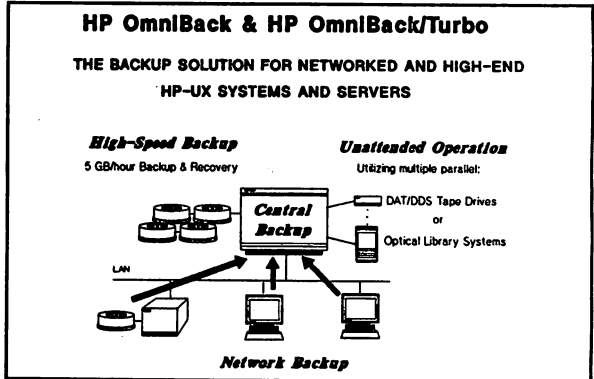 HP OmniBack & HP OmniBack/Turbo
THE BACKUP SOLUTION FOR NETWORKED AND HIGH-END
HP-UX SYSTEMS AND SERVERS
High-Speed Backup
5 GB/hour Backup & Recovery
Unattended Operation
Utilizing multiple parallel:
Central
Backup
DAT/DDS Tape Drives
or
Optical Library Systems
LAN
Network Backup